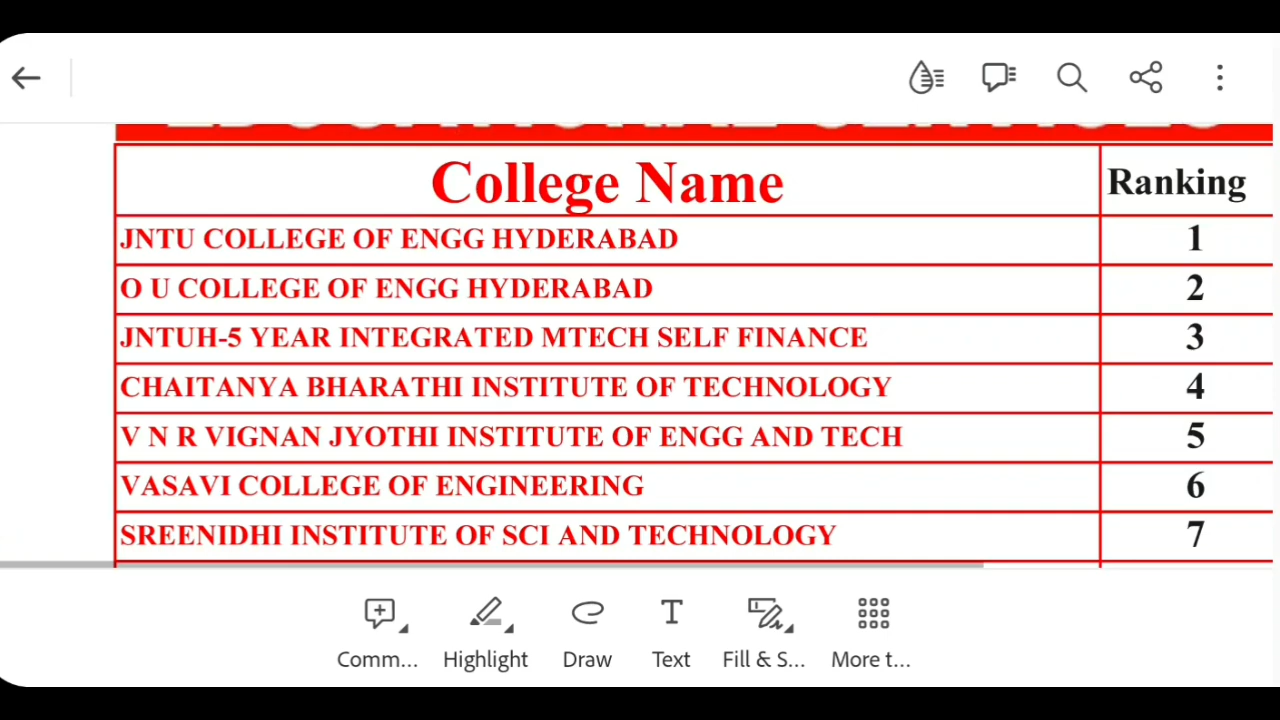 College Name Ranking
JNTU COLLEGE OF ENGG HYDERABAD 1
O U COLLEGE OF ENGG HYDERABAD 2
JNTUH-5 YEAR INTEGRATED MTECH SELF FINANCE 3
CHAITANYA BHARATHI INSTITUTE OF TECHNOLOGY 4
V N R VIGNAN JYOTHI INSTITUTE OF ENGG AND TECH 5
VASAVI COLLEGE OF ENGINEERING 6
SREENIDHI INSTITUTE OF SCI AND TECHNOLOGY 7
Comm... Highlight Draw Text Fill & S... More t...